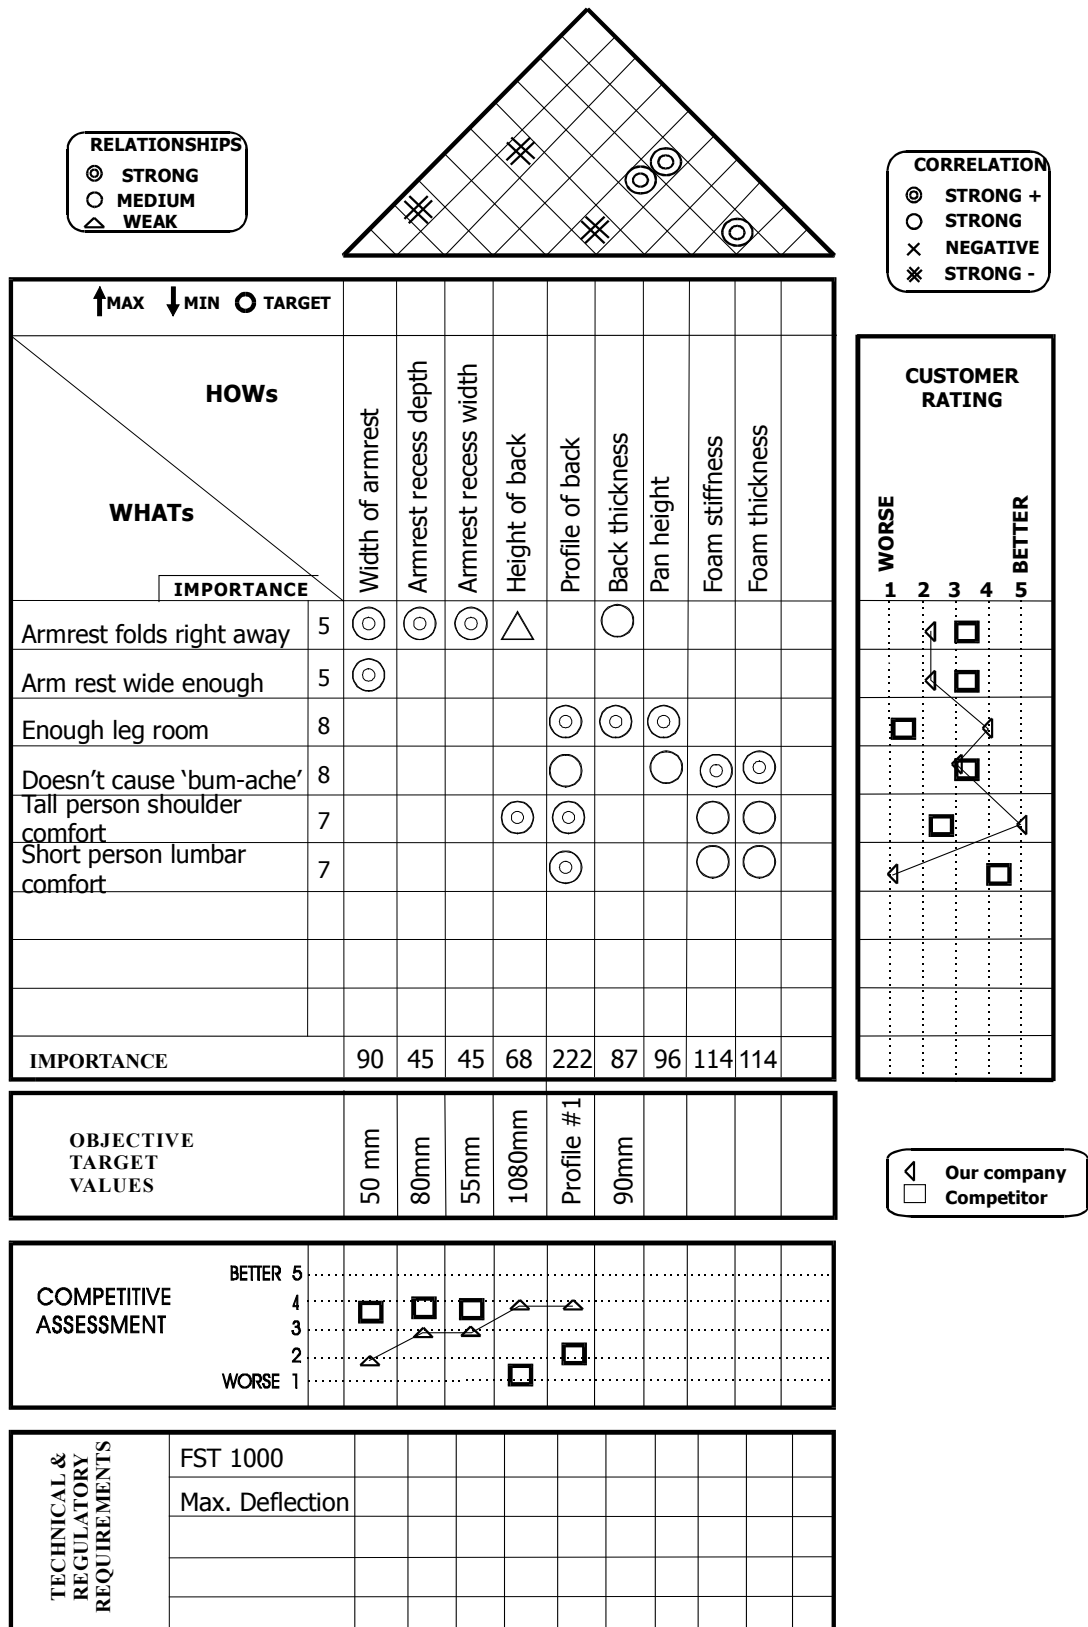 RELATIONSHIPS
STRONG
MEDIUM
WEAK
CORRELATION
STRONG +
STRONG
NEGATIVE
STRONG -
MAX MIN TARGET
HOWs
WHATs
IMPORTANCE
Width of armrest
Armrest recess depth
Armrest recess width
Height of back
Profile of back
Back thickness
Pan height
Foam stiffness
Foam thickness
CUSTOMER
RATING
WORSE
BETTER
1 2 3 4 5
Armrest folds right away 5
Arm rest wide enough 5
Enough leg room 8
Doesn't cause ‘bum-ache’ 8
Tall person shoulder
comfort 7
Short person lumbar
comfort 7
IMPORTANCE 90 45 45 68 222 87 96 114 114
OBJECTIVE
TARGET
VALUES
50 mm
80mm
55mm
1080mm
Profile #1
90mm
Our company
Competitor
COMPETITIVE
ASSESSMENT
BETTER 5
4
3
2
WORSE 1
TECHNICAL &
REGULATORY
REQUIREMENTS
FST 1000
Max. Deflection